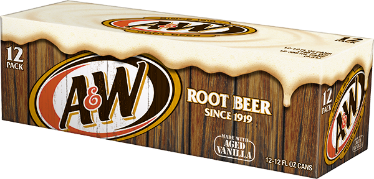 12
PACK
A&W
ROOT BEER
SINCE 1919
MADE WITH
AGED
VANILLA
12-12 FL OZ CANS
12
PACK
A&W